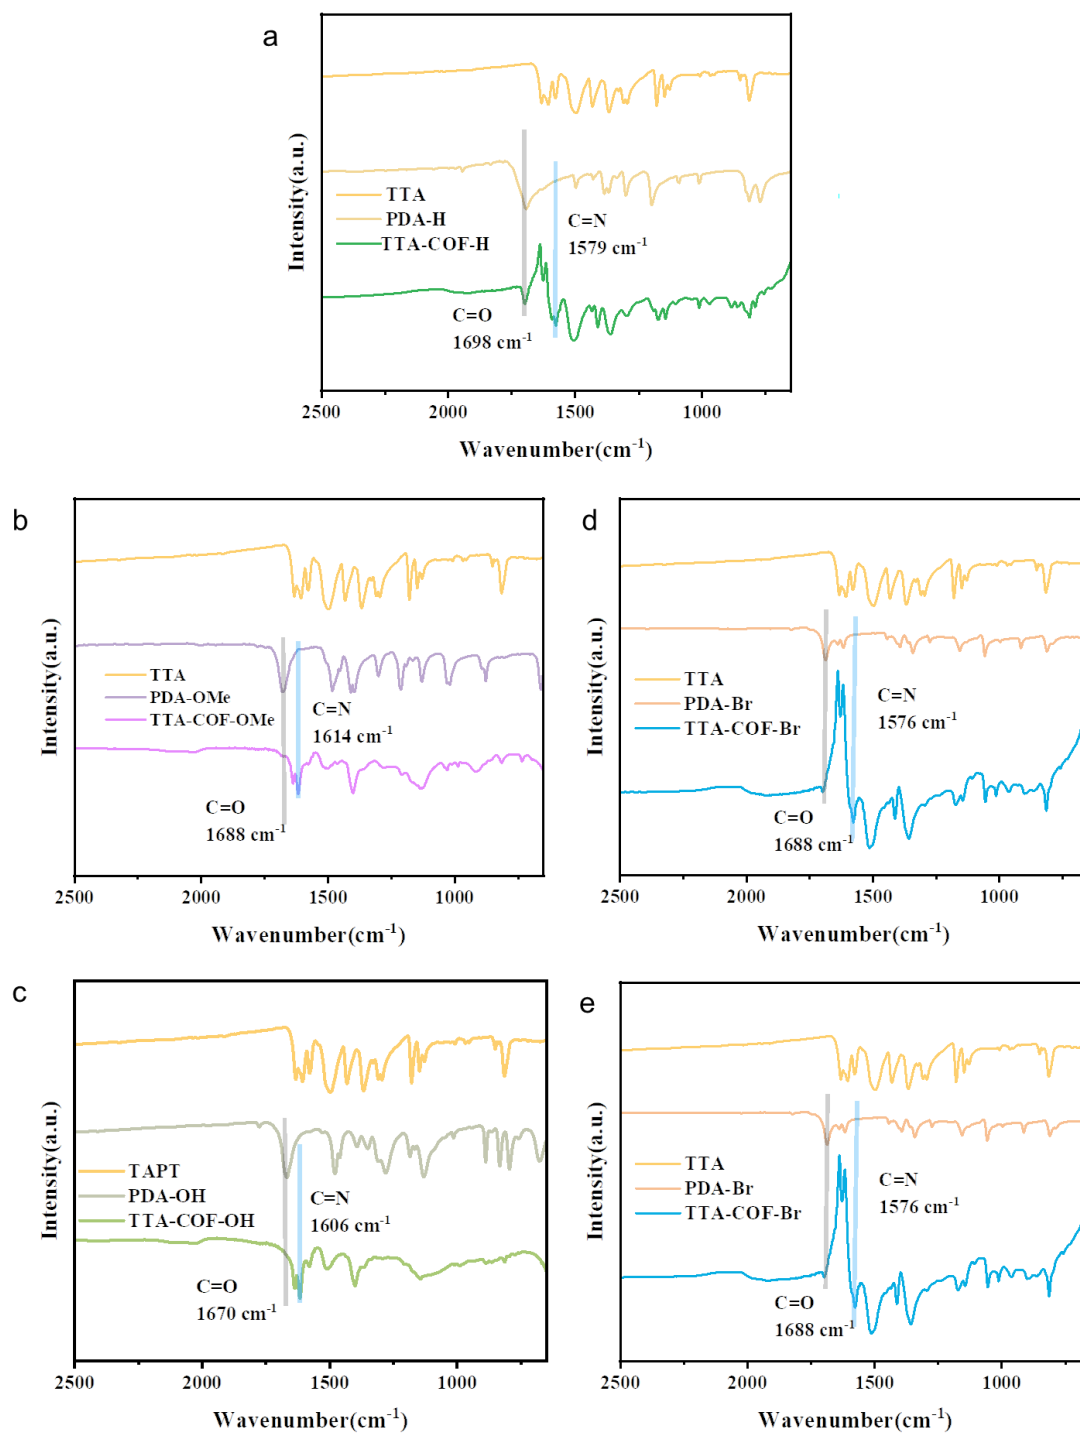 a
Intensity(a.u.)
TTA
PDA-H
TTA-COF-H
C=N
1579 cm⁻¹
C=O
1698 cm⁻¹
2500 2000 1500 1000
Wavenumber(cm⁻¹)
b
Intensity(a.u.)
TTA
PDA-OMe
TTA-COF-OMe
C=N
1614 cm⁻¹
C=O
1688 cm⁻¹
2500 2000 1500 1000
Wavenumber(cm⁻¹)
d
Intensity(a.u.)
TTA
PDA-Br
TTA-COF-Br
C=N
1576 cm⁻¹
C=O
1688 cm⁻¹
2500 2000 1500 1000
Wavenumber(cm⁻¹)
c
Intensity(a.u.)
TAPT
PDA-OH
TTA-COF-OH
C=N
1606 cm⁻¹
C=O
1670 cm⁻¹
2500 2000 1500 1000
Wavenumber(cm⁻¹)
e
Intensity(a.u.)
TTA
PDA-Br
TTA-COF-Br
C=N
1576 cm⁻¹
C=O
1688 cm⁻¹
2500 2000 1500 1000
Wavenumber(cm⁻¹)